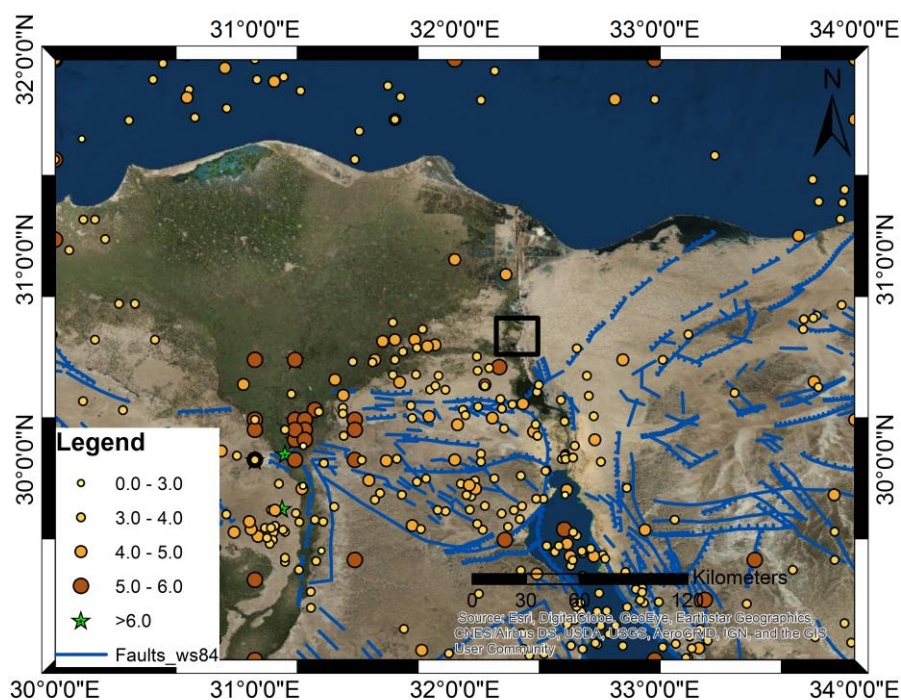 31°0'0"E 32°0'0"E 33°0'0"E 34°0'0"E
32°0'0"N
N
31°0'0"N
31°0'0"N
30°0'0"N
30°0'0"N
Legend
0.0 - 3.0
3.0 - 4.0
4.0 - 5.0
5.0 - 6.0
>6.0
Faults_ws84
Kilometers
0 30 60 120
Source: Esri, DigitalGlobe, GeoEye, Earthstar Geographics,
CNES/Airbus DS, USDA, USGS, AeroGRID, IGN, and the GIS
User Community
30°0'0"E 31°0'0"E 32°0'0"E 33°0'0"E 34°0'0"E